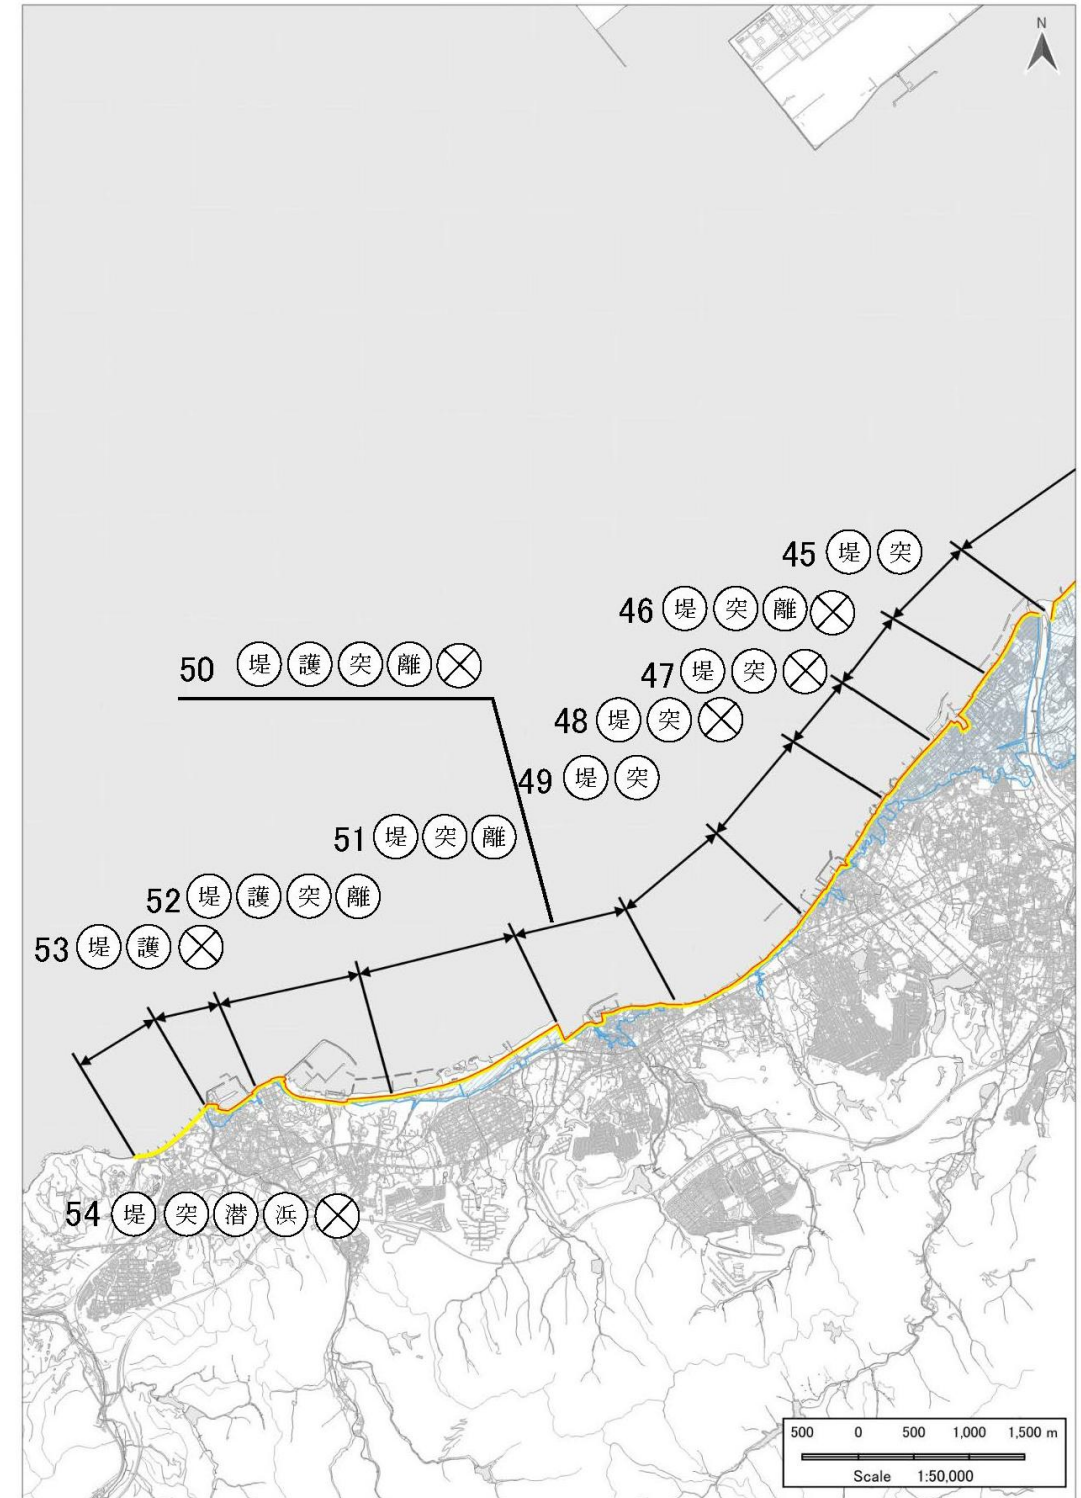 N
45 堤 突
46 堤 突 離
47 堤 突
48 堤 突
49 堤 突
50 堤 護 突 離
51 堤 突 離
52 堤 護 突 離
53 堤 護
54 堤 突 潜 浜
500 0 500 1,000 1,500 m
Scale 1:50,000